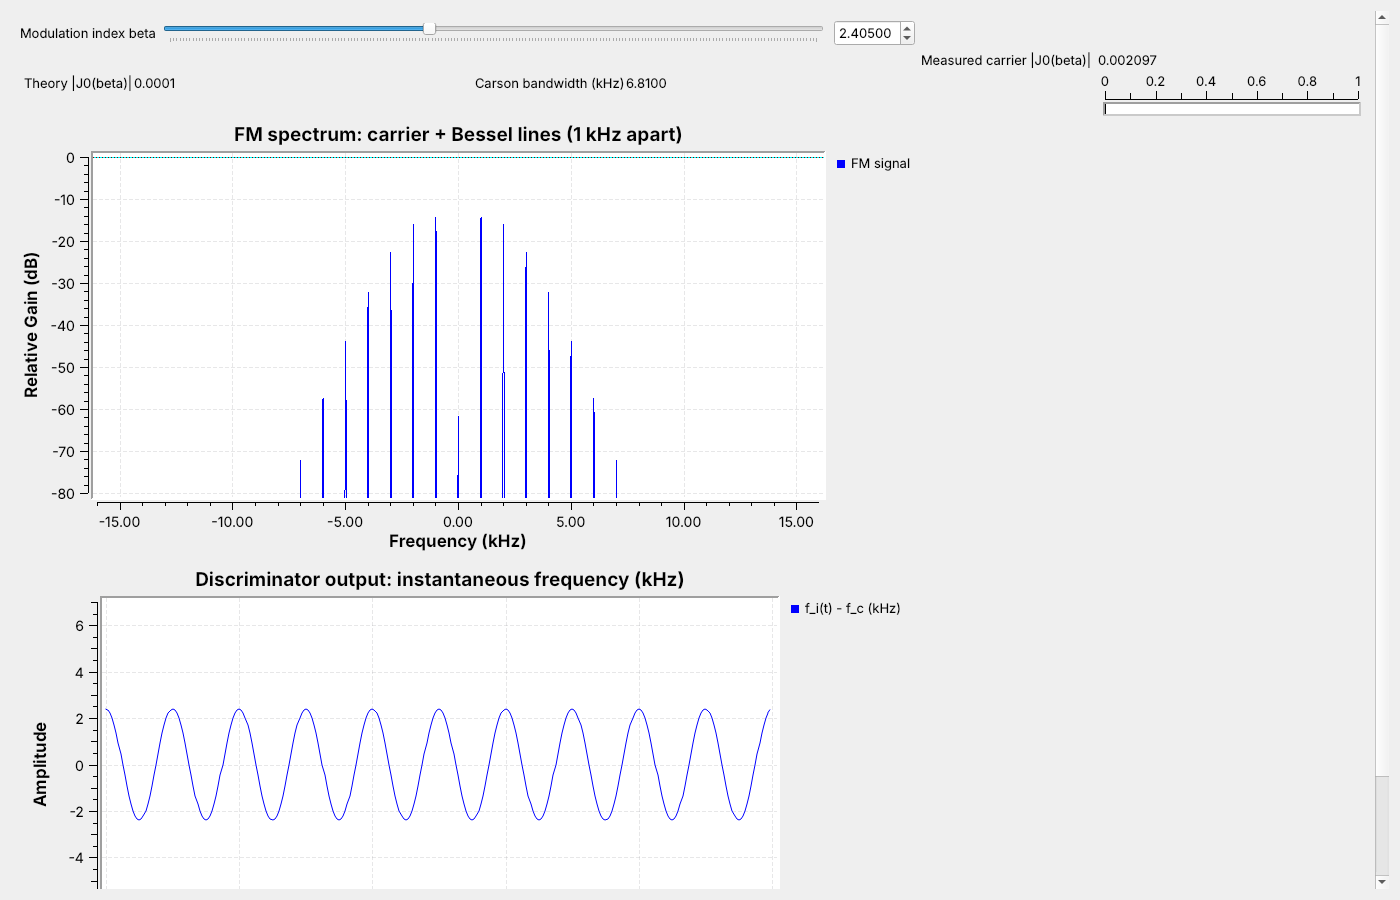 Modulation index beta
2.40500
Measured carrier |J0(beta)| 0.002097
Theory |J0(beta)| 0.0001
Carson bandwidth (kHz) 6.8100
0 0.2 0.4 0.6 0.8 1
FM spectrum: carrier + Bessel lines (1 kHz apart)
FM signal
Relative Gain (dB)
0
-10
-20
-30
-40
-50
-60
-70
-80
-15.00 -10.00 -5.00 0.00 5.00 10.00 15.00
Frequency (kHz)
Discriminator output: instantaneous frequency (kHz)
f_i(t) - f_c (kHz)
Amplitude
6
4
2
0
-2
-4